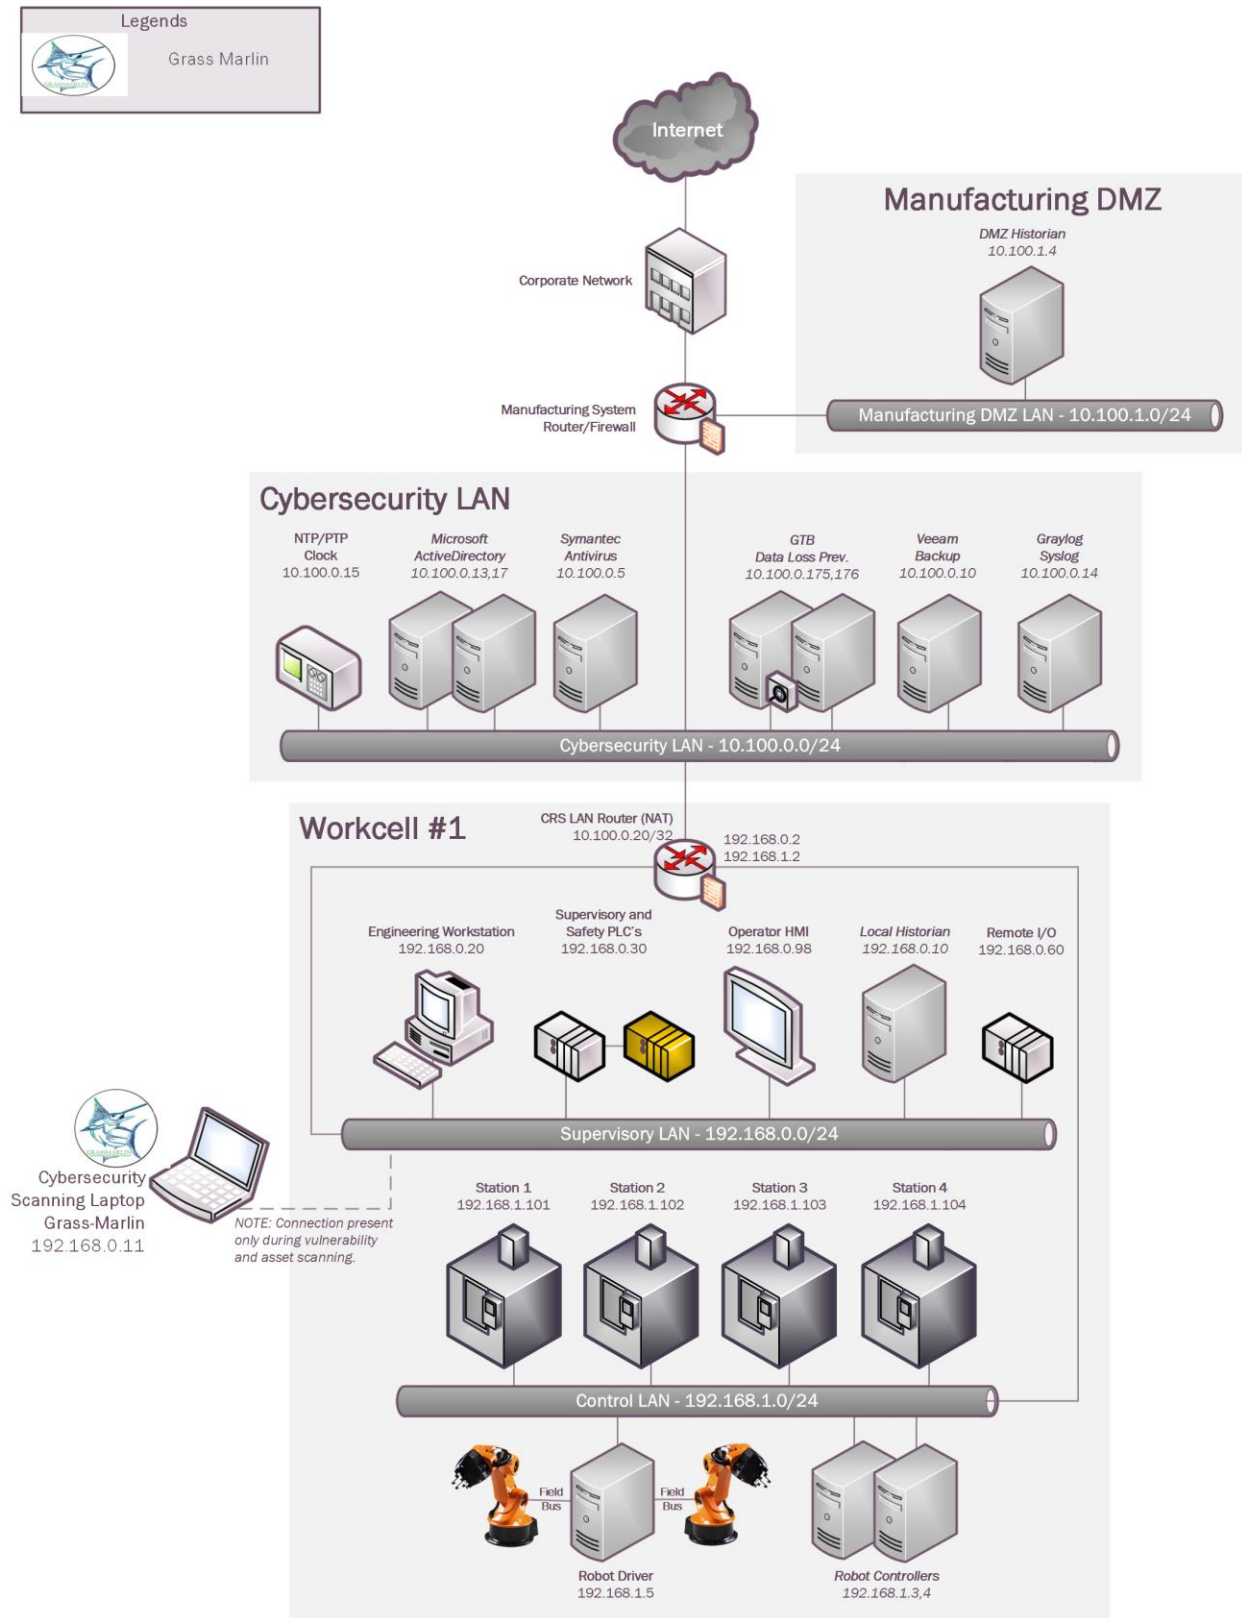 Legends
GRASSMARLIN
Grass Marlin
Internet
Manufacturing DMZ
DMZ Historian
10.100.1.4
Corporate Network
Manufacturing System
Router/Firewall
Manufacturing DMZ LAN - 10.100.1.0/24
Cybersecurity LAN
NTP/PTP
Clock
10.100.0.15
Microsoft
ActiveDirectory
10.100.0.13,17
Symantec
Antivirus
10.100.0.5
GTB
Data Loss Prev.
10.100.0.175,176
Veeam
Backup
10.100.0.10
Graylog
Syslog
10.100.0.14
Cybersecurity LAN - 10.100.0.0/24
Workcell #1
CRS LAN Router (NAT)
10.100.0.20/32
192.168.0.2
192.168.1.2
Engineering Workstation
192.168.0.20
Supervisory and
Safety PLC's
192.168.0.30
Operator HMI
192.168.0.98
Local Historian
192.168.0.10
Remote I/O
192.168.0.60
Supervisory LAN - 192.168.0.0/24
GRASSMARLIN
Cybersecurity
Scanning Laptop
Grass-Marlin
192.168.0.11
NOTE: Connection present
only during vulnerability
and asset scanning.
Station 1
192.168.1.101
Station 2
192.168.1.102
Station 3
192.168.1.103
Station 4
192.168.1.104
Control LAN - 192.168.1.0/24
Field
Bus
Field
Bus
Robot Driver
192.168.1.5
Robot Controllers
192.168.1.3,4